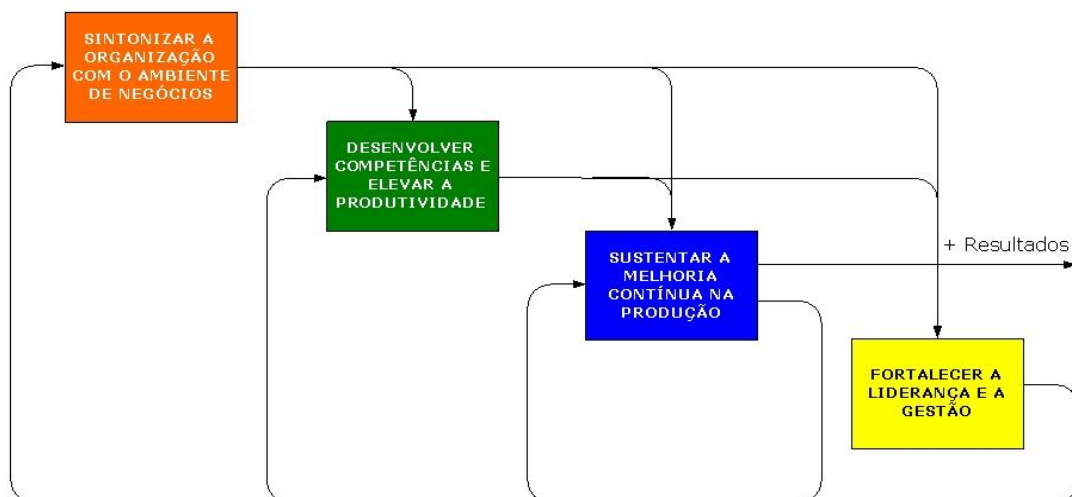 SINTONIZAR A
ORGANIZAÇÃO
COM O AMBIENTE
DE NEGÓCIOS
DESENVOLVER
COMPETÊNCIAS E
ELEVAR A
PRODUTIVIDADE
+ Resultados
SUSTENTAR A
MELHORIA
CONTÍNUA NA
PRODUÇÃO
FORTALECER A
LIDERANÇA E A
GESTÃO